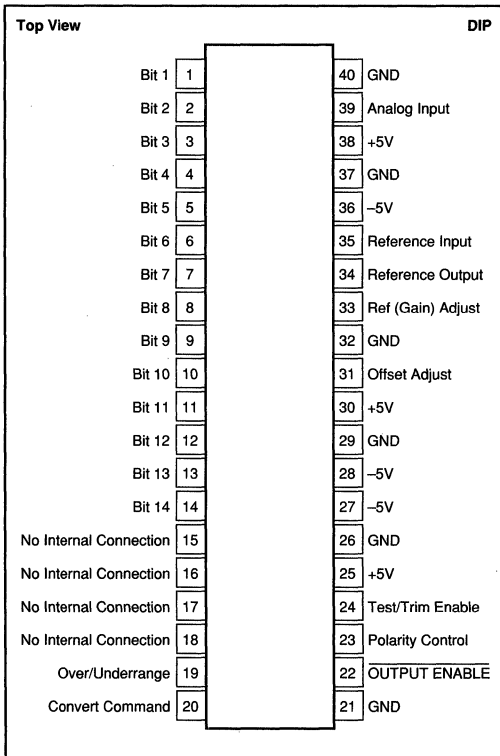 Top View DIP
Bit 1 1 40 GND
Bit 2 2 39 Analog Input
Bit 3 3 38 +5V
Bit 4 4 37 GND
Bit 5 5 36 –5V
Bit 6 6 35 Reference Input
Bit 7 7 34 Reference Output
Bit 8 8 33 Ref (Gain) Adjust
Bit 9 9 32 GND
Bit 10 10 31 Offset Adjust
Bit 11 11 30 +5V
Bit 12 12 29 GND
Bit 13 13 28 –5V
Bit 14 14 27 –5V
No Internal Connection 15 26 GND
No Internal Connection 16 25 +5V
No Internal Connection 17 24 Test/Trim Enable
No Internal Connection 18 23 Polarity Control
Over/Underrange 19 22 OUTPUT ENABLE
Convert Command 20 21 GND